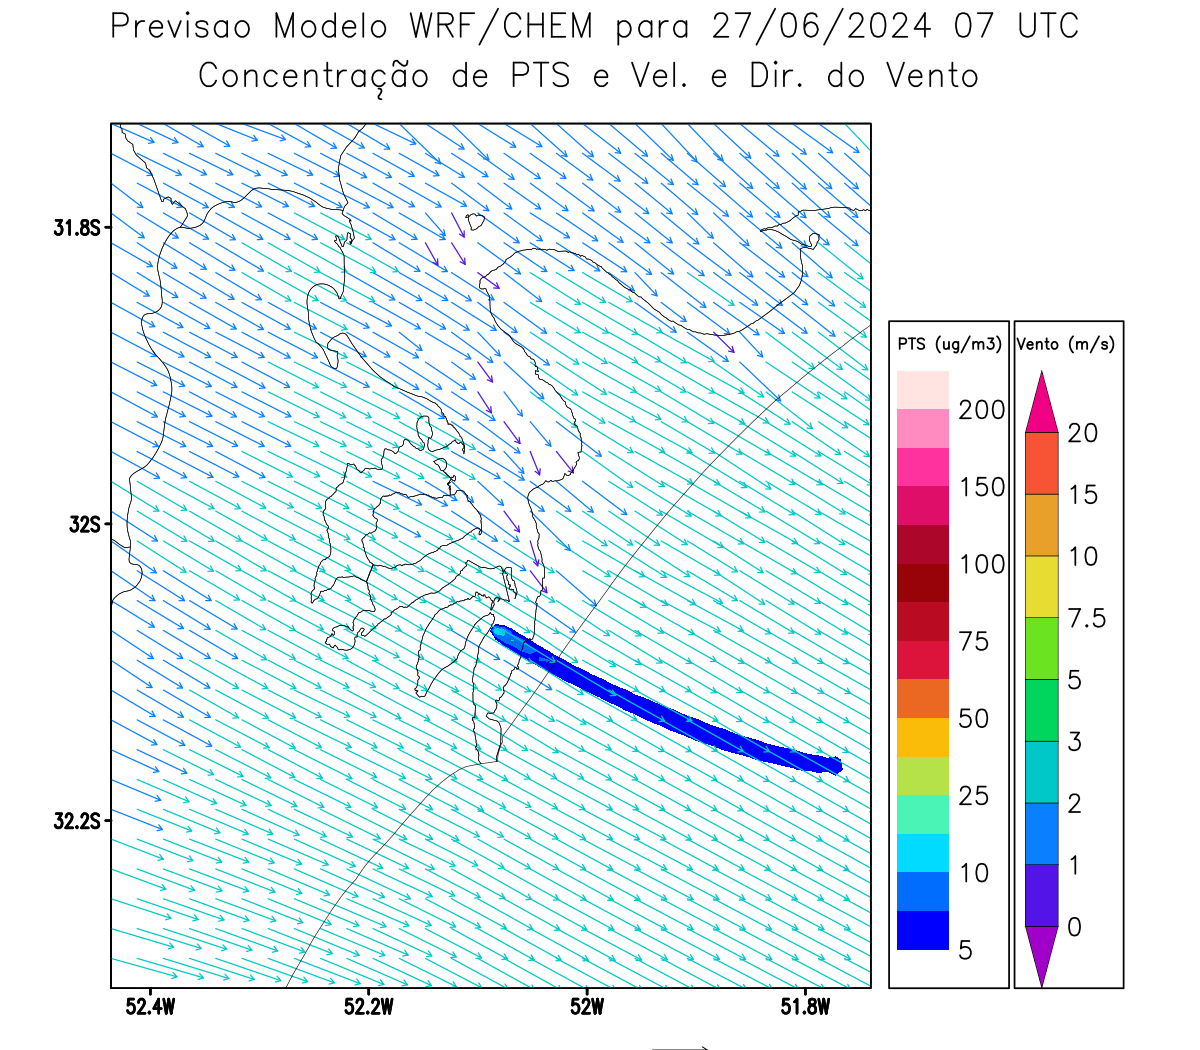 Previsao Modelo WRF/CHEM para 27/06/2024 07 UTC
Concentração de PTS e Vel. e Dir. do Vento
31.8S
32S
32.2S
52.4W 52.2W 52W 51.8W
PTS (ug/m3)
200
150
100
75
50
25
10
5
Vento (m/s)
20
15
10
7.5
5
3
2
1
0